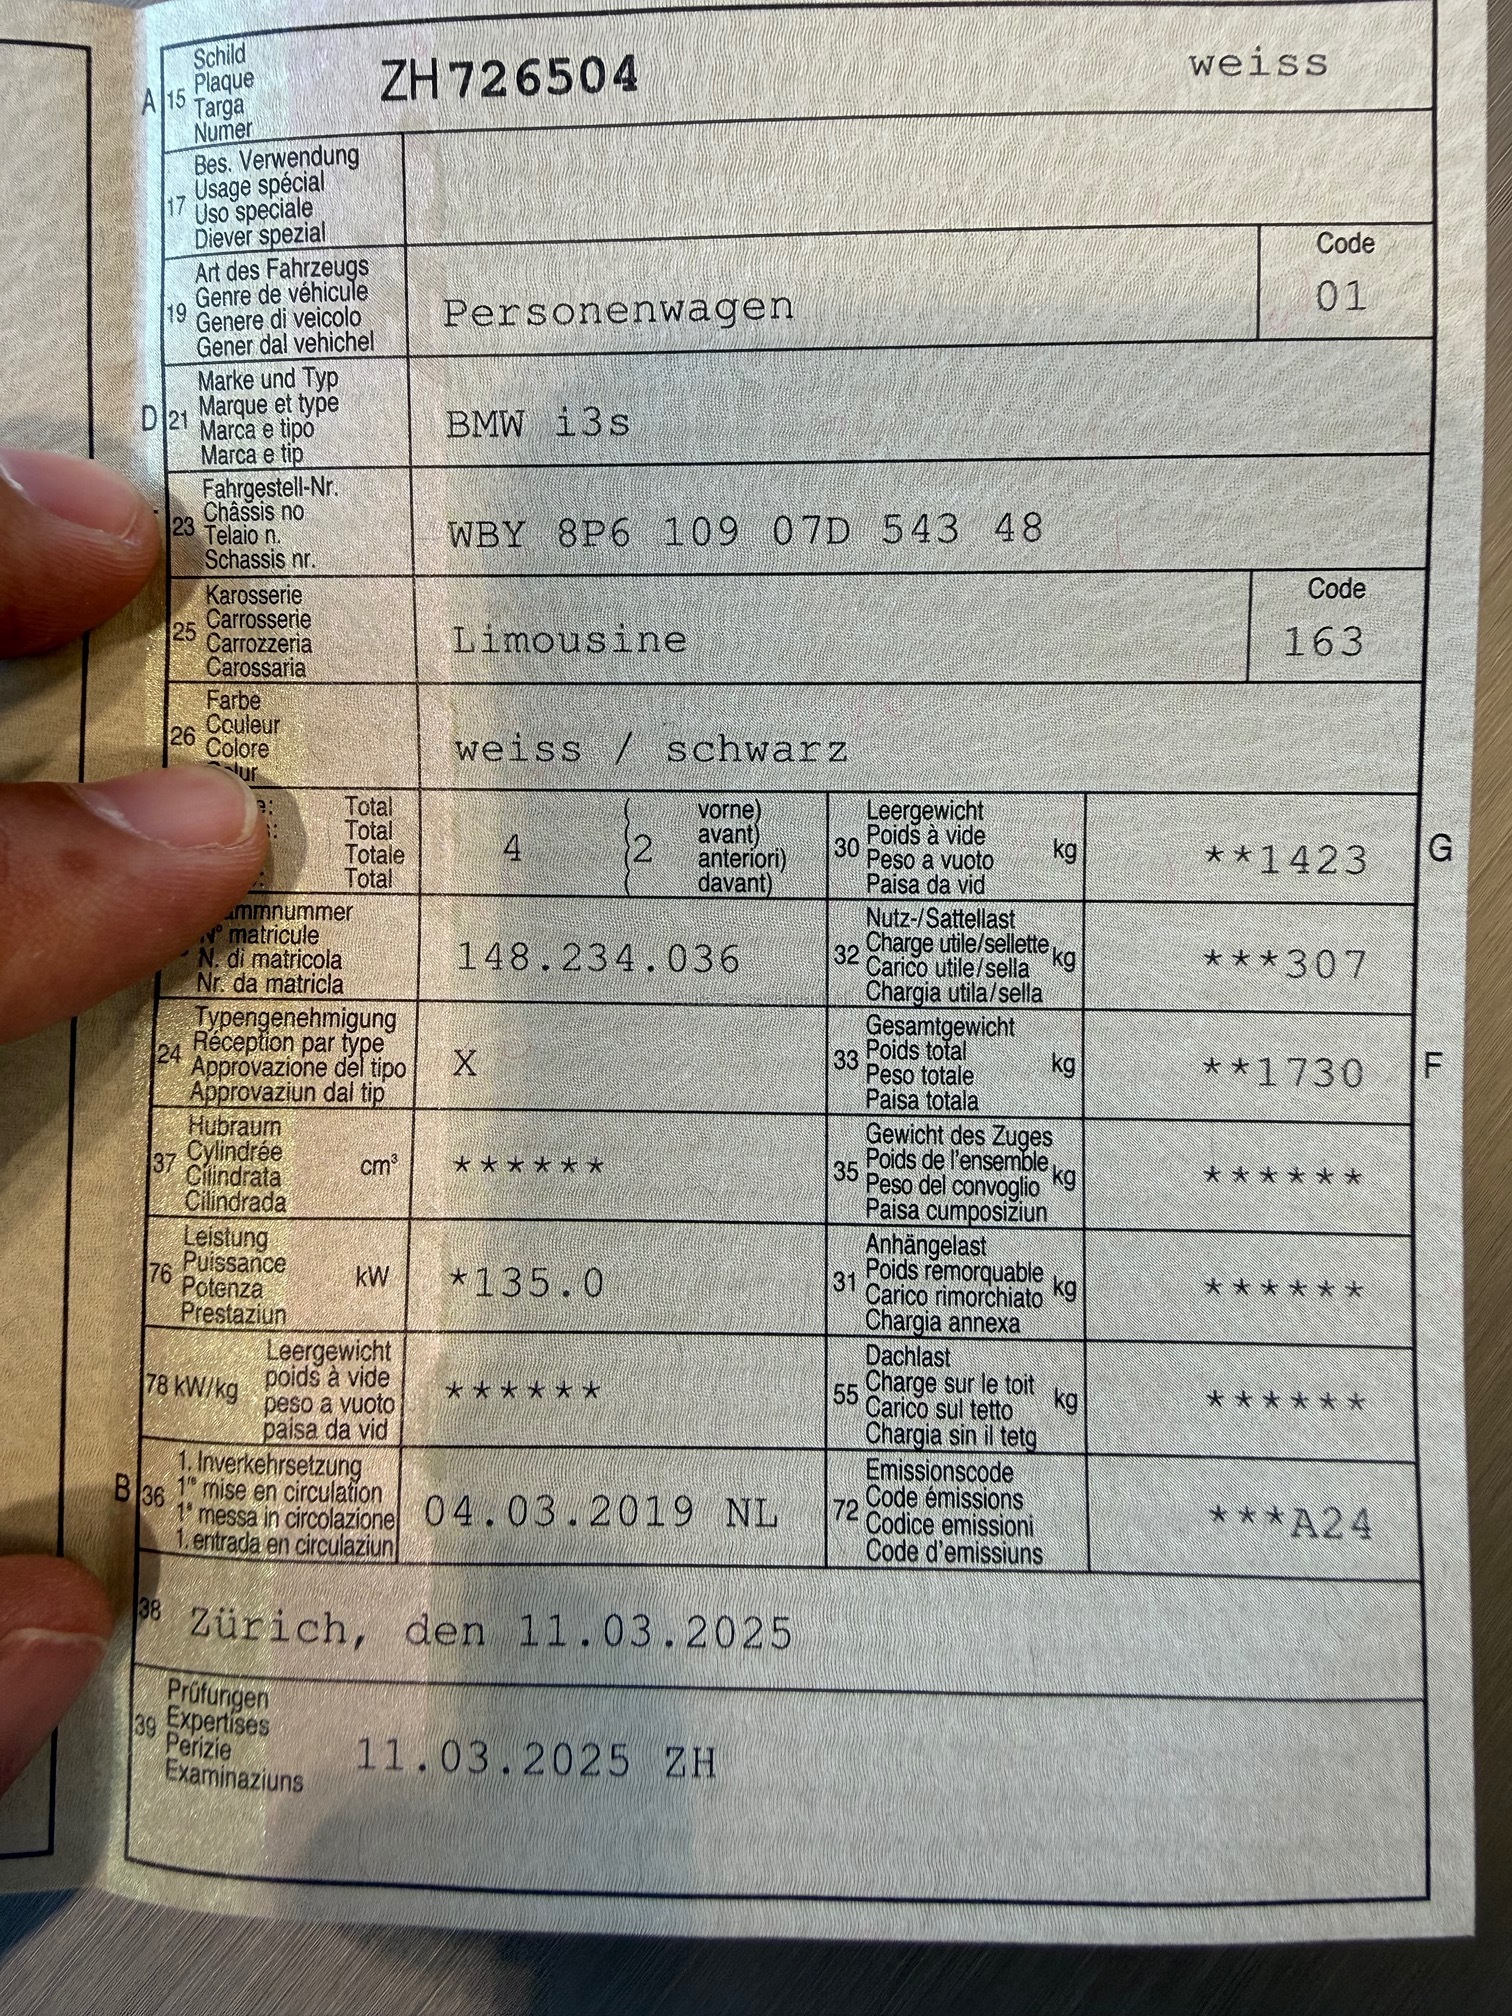 A 15 Schild Plaque Targa Numer ZH 726504 weiss
17 Bes. Verwendung
Usage spécial
Uso speciale
Diever spezial
19 Art des Fahrzeugs
Genre de véhicule
Genere di veicolo
Gener dal vehichel
Personenwagen
Code
01
D 21 Marke und Typ
Marque et type
Marca e tipo
Marca e tip
BMW i3s
23 Fahrgestell-Nr.
Châssis no
Telaio n.
Schassis nr.
WBY 8P6 109 07D 543 48
25 Karosserie
Carrosserie
Carrozzeria
Carossaria
Limousine
Code
163
26 Farbe
Couleur
Colore
weiss / schwarz
Total
Total
Totale
Total
4 (2
vorne)
avant)
anteriori)
davant)
30 Leergewicht
Poids à vide
Peso a vuoto
Paisa da vid
kg
**1423
G
N° matricule
N. di matricola
Nr. da matricla
148.234.036
32 Nutz-/Sattellast
Charge utile/sellette
Carico utile/sella
Chargia utila/sella
kg
***307
24 Typengenehmigung
Réception par type
Approvazione del tipo
Approvaziun dal tip
X
33 Gesamtgewicht
Poids total
Peso totale
Paisa totala
kg
**1730
F
37 Hubraum
Cylindrée
Cilindrata
Cilindrada
cm³
******
35 Gewicht des Zuges
Poids de l'ensemble
Peso del convoglio
Paisa cumposiziun
kg
******
76 Leistung
Puissance
Potenza
Prestaziun
kW
*135.0
31 Anhängelast
Poids remorquable
Carico rimorchiato
Chargia annexa
kg
******
78 kW/kg
Leergewicht
poids à vide
peso a vuoto
paisa da vid
******
55 Dachlast
Charge sur le toit
Carico sul tetto
Chargia sin il tetg
kg
******
B 36 1. Inverkehrsetzung
1re mise en circulation
1a messa in circolazione
1. entrada en circulaziun
04.03.2019 NL
72 Emissionscode
Code émissions
Codice emissioni
Code d'emissiuns
***A24
38 Zürich, den 11.03.2025
39 Prüfungen
Expertises
Perizie
Examinaziuns
11.03.2025 ZH